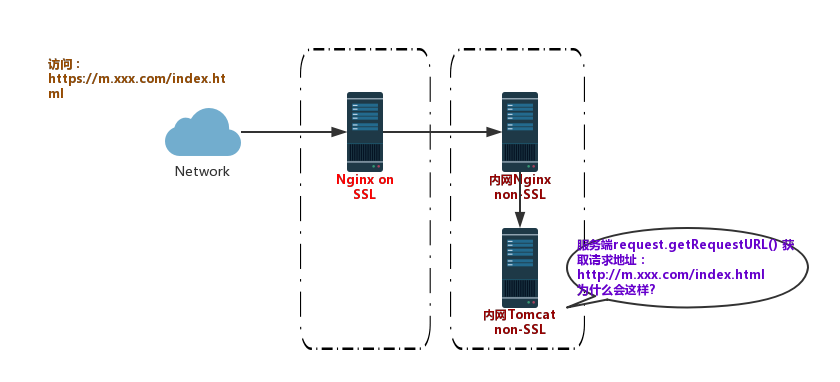 访问：
https://m.xxx.com/index.ht
ml
Network
Nginx on
SSL
内网Nginx
non-SSL
服务端request.getRequestURL() 获
取请求地址：
http://m.xxx.com/index.html
为什么会这样?
内网Tomcat
non-SSL